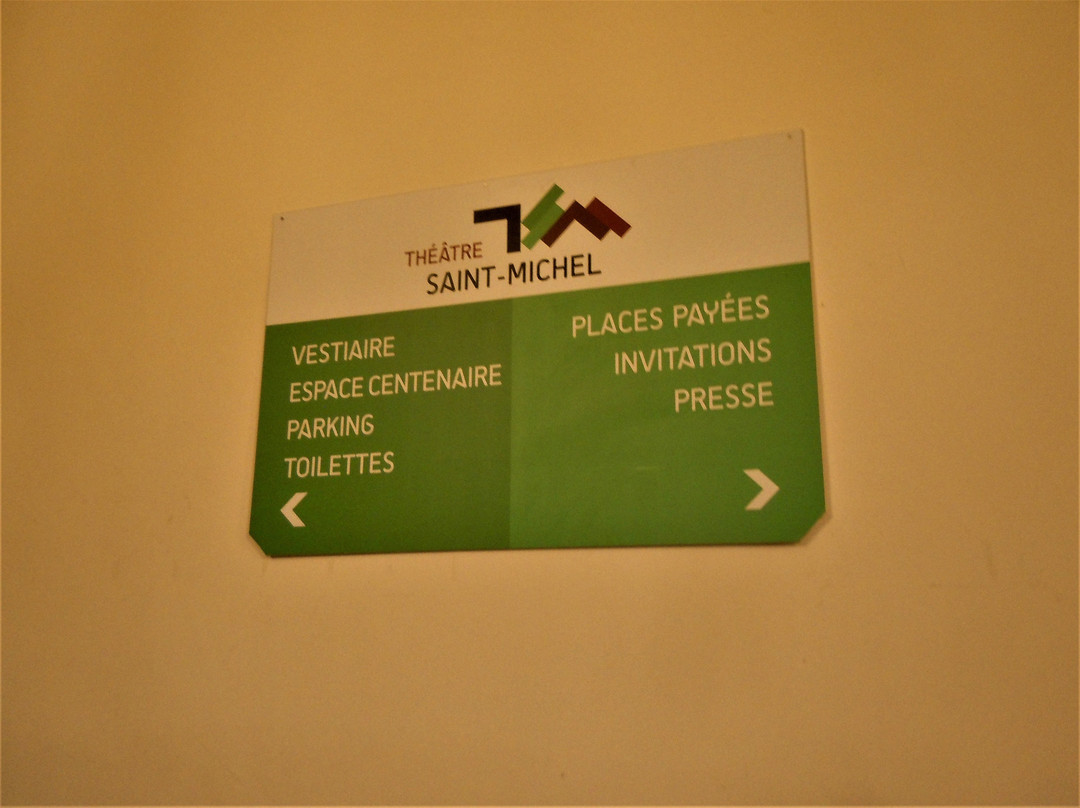 THÉÂTRE
SAINT-MICHEL
VESTIAIRE
ESPACE CENTENAIRE
PARKING
TOILETTES
PLACES PAYÉES
INVITATIONS
PRESSE